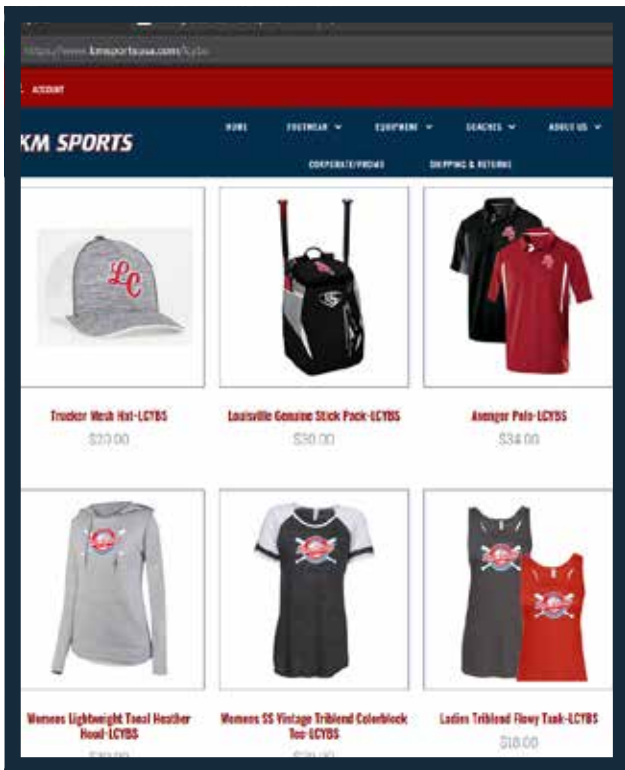 https://www.kmsportsusa.com/lcybs
ACCOUNT
KM SPORTS
HOME FOOTWEAR EQUIPMENT COACHES ABOUT US
CORPORATE/PROMO SHIPPING & RETURNS
LC
Trucker Mesh Hat-LCYBS Louisville Genuine Stick Pack-LCYBS Avenger Polo-LCYBS
$20.00 $30.00 $34.00
Womens Lightweight Tonal Heather Womens SS Vintage Triblend Colorblock Ladies Triblend Flowy Tank-LCYBS
Hood-LCYBS Tee-LCYBS $18.00